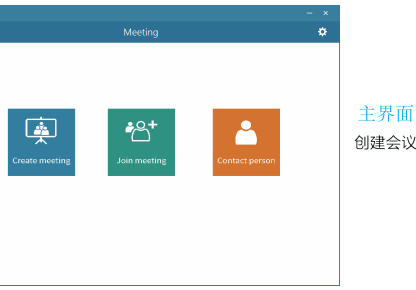 Meeting
Create meeting
Join meeting
Contact person
主界面
创建会议